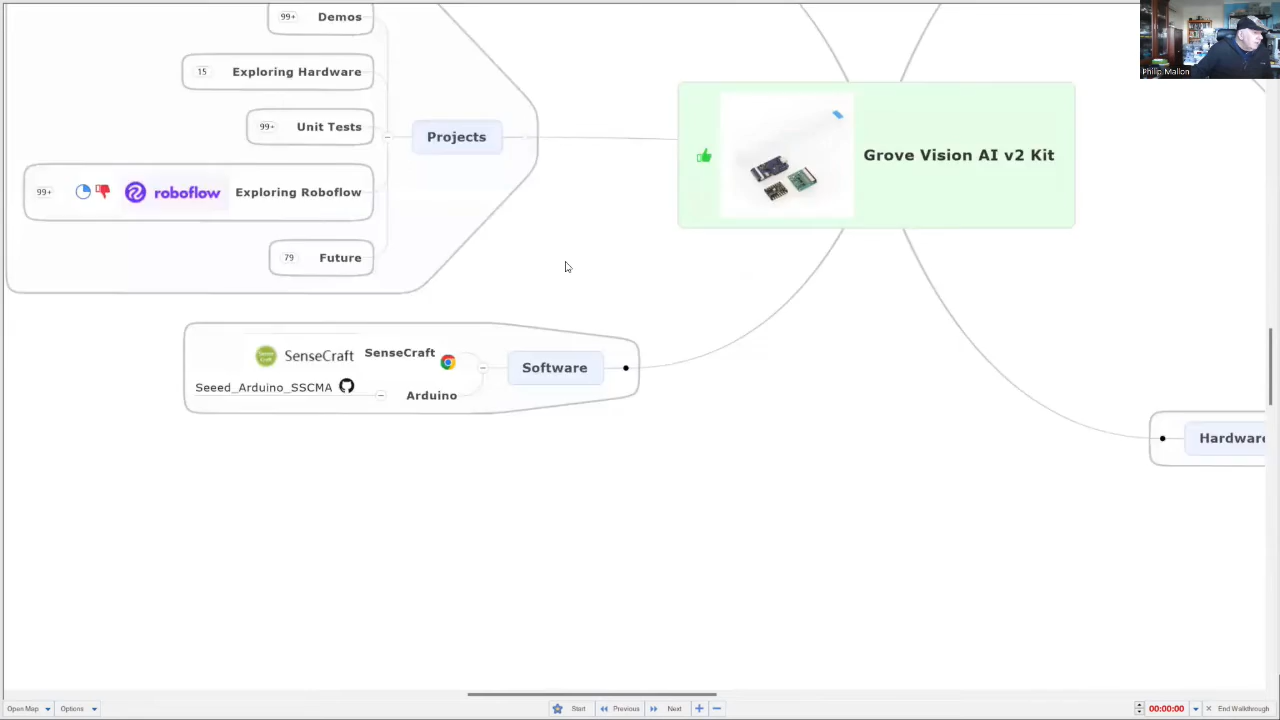 99+ Demos
Philip Mallon
15 Exploring Hardware
99+ Unit Tests
Projects
Grove Vision AI v2 Kit
99+ roboflow Exploring Roboflow
79 Future
SenseCraft SenseCraft
Software
Seeed_Arduino_SSCMA
Arduino
Hardware
Open Map Options Start Previous Next 00:00:00 End Walkthrough